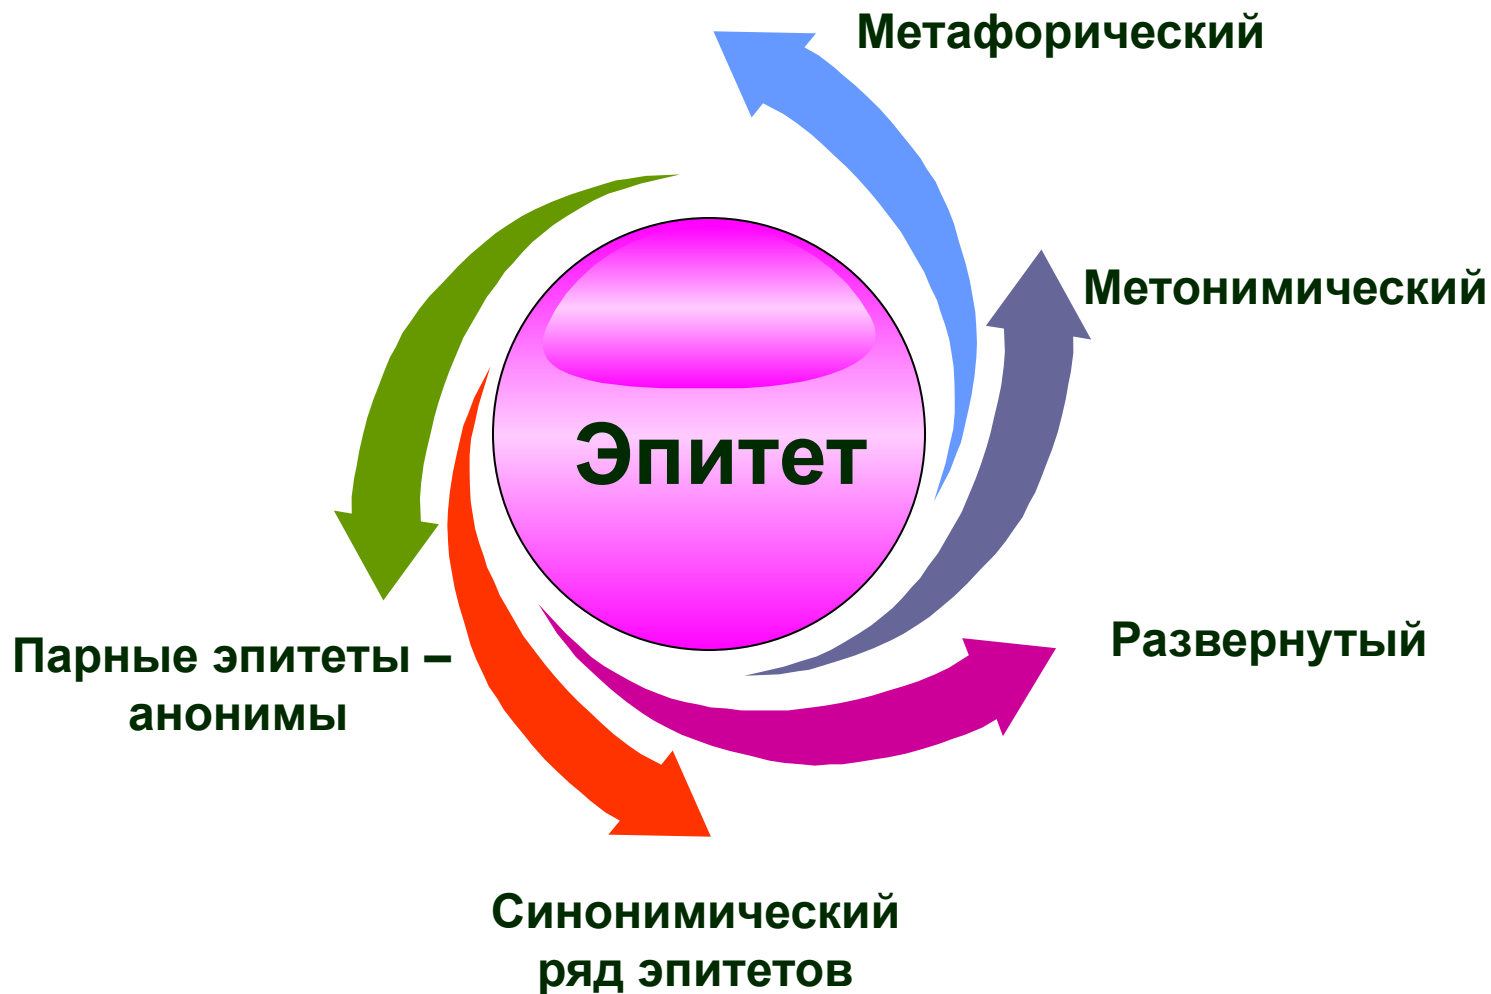 Метафорический
Метонимический
Эпитет
Развернутый
Парные эпитеты –
анонимы
Синонимический
ряд эпитетов